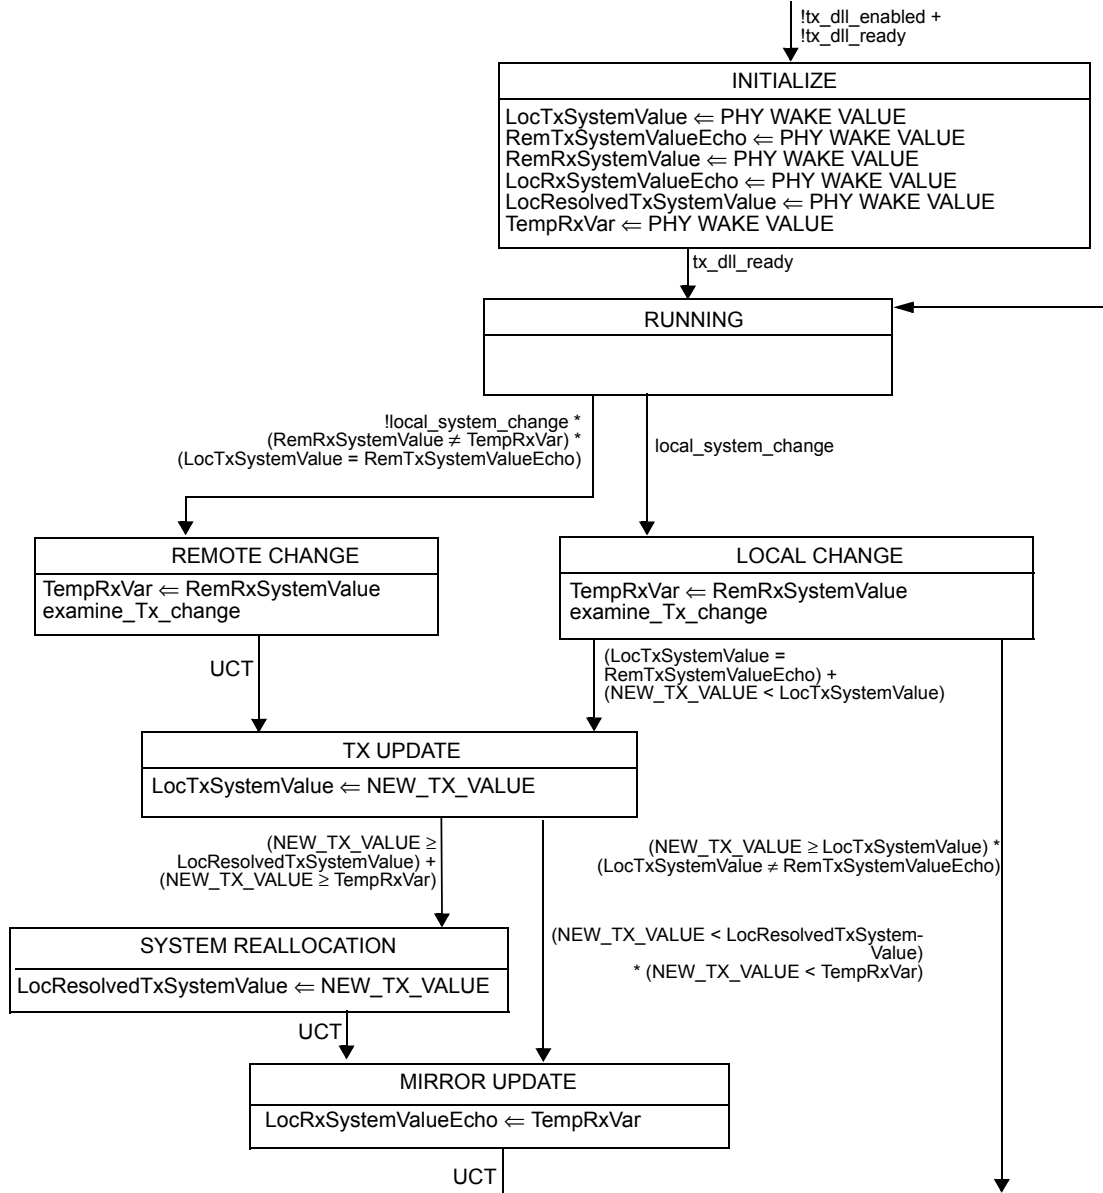 !tx_dll_enabled +
!tx_dll_ready
INITIALIZE
LocTxSystemValue ⇐ PHY WAKE VALUE
RemTxSystemValueEcho ⇐ PHY WAKE VALUE
RemRxSystemValue ⇐ PHY WAKE VALUE
LocRxSystemValueEcho ⇐ PHY WAKE VALUE
LocResolvedTxSystemValue ⇐ PHY WAKE VALUE
TempRxVar ⇐ PHY WAKE VALUE
tx_dll_ready
RUNNING
!local_system_change *
(RemRxSystemValue ≠ TempRxVar) *
(LocTxSystemValue = RemTxSystemValueEcho)
local_system_change
REMOTE CHANGE
TempRxVar ⇐ RemRxSystemValue
examine_Tx_change
LOCAL CHANGE
TempRxVar ⇐ RemRxSystemValue
examine_Tx_change
UCT
(LocTxSystemValue =
RemTxSystemValueEcho) +
(NEW_TX_VALUE < LocTxSystemValue)
TX UPDATE
LocTxSystemValue ⇐ NEW_TX_VALUE
(NEW_TX_VALUE ≥
LocResolvedTxSystemValue) +
(NEW_TX_VALUE ≥ TempRxVar)
(NEW_TX_VALUE ≥ LocTxSystemValue) *
(LocTxSystemValue ≠ RemTxSystemValueEcho)
(NEW_TX_VALUE < LocResolvedTxSystem-
Value)
* (NEW_TX_VALUE < TempRxVar)
SYSTEM REALLOCATION
LocResolvedTxSystemValue ⇐ NEW_TX_VALUE
UCT
MIRROR UPDATE
LocRxSystemValueEcho ⇐ TempRxVar
UCT